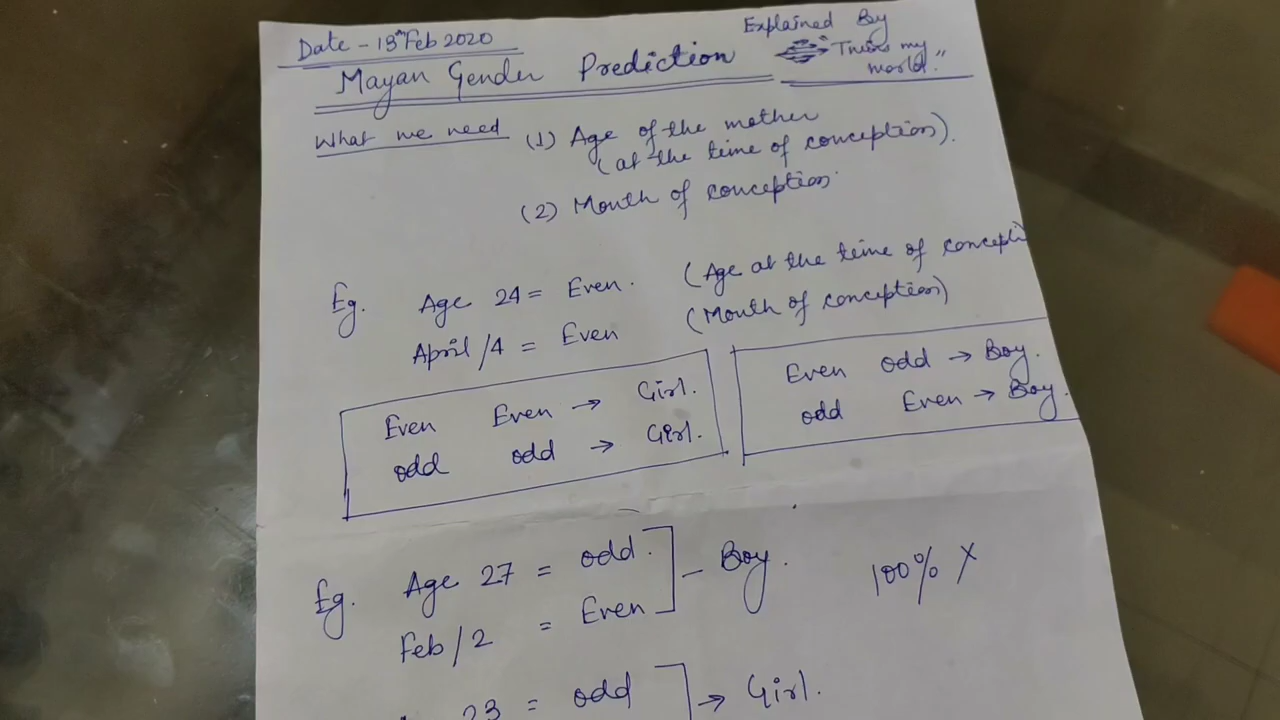 Date - 13th Feb 2020
Explained By
Mayan Gender Prediction
my
world."
What we need (1) Age of the mother
(at the time of conception).
(2) Month of conception
Eg. Age 24 = Even. (Age at the time of concepti
April /4 = Even (Month of conception)
Even Even → Girl.
odd odd → Girl.
Even odd → Boy.
odd Even → Boy.
Eg. Age 27 = odd. - Boy. 100% X
Feb /2 = Even
23 = odd → Girl.